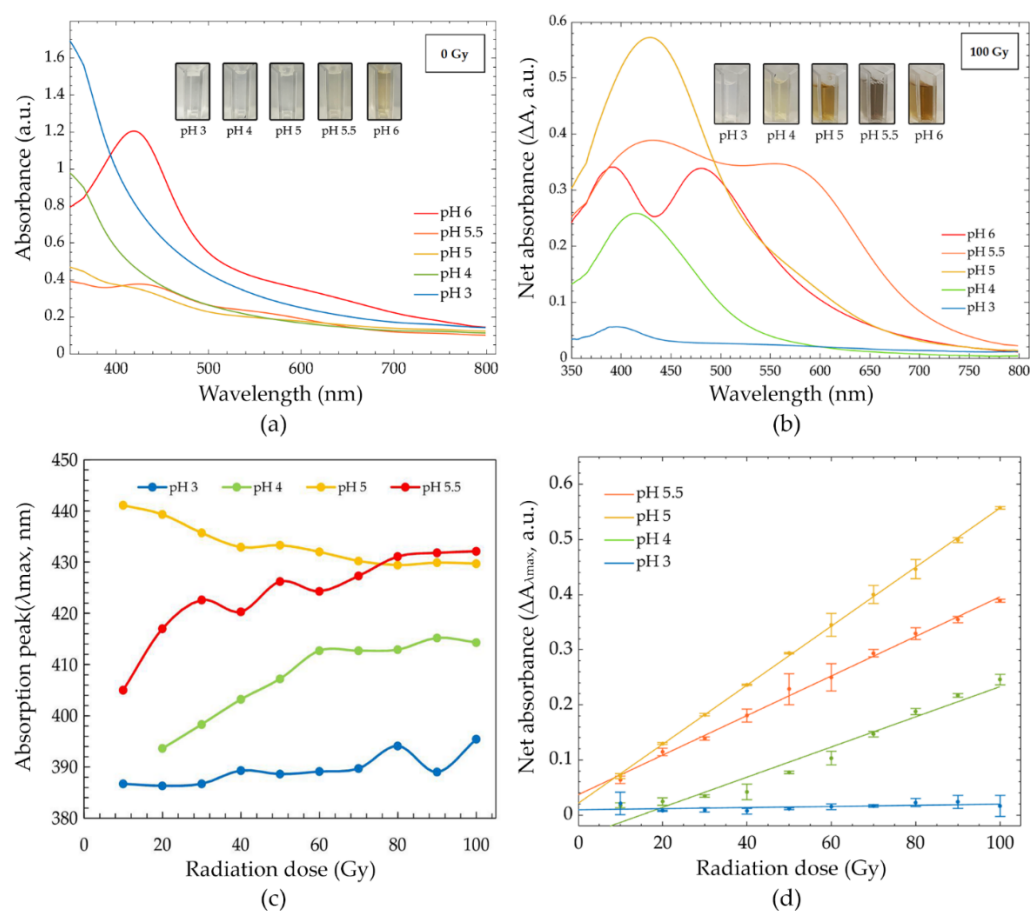 0 Gy
1.6
1.4
1.2
1
0.8
0.6
0.4
0.2
0
Absorbance (a.u.)
pH 3 pH 4 pH 5 pH 5.5 pH 6
pH 6
pH 5.5
pH 5
pH 4
pH 3
400 500 600 700 800
Wavelength (nm)
(a)
100 Gy
0.6
0.5
0.4
0.3
0.2
0.1
0
Net absorbance (ΔA, a.u.)
pH 3 pH 4 pH 5 pH 5.5 pH 6
pH 6
pH 5.5
pH 5
pH 4
pH 3
350 400 450 500 550 600 650 700 750 800
Wavelength (nm)
(b)
450
440
430
420
410
400
390
380
Absorption peak(λmax, nm)
pH 3 pH 4 pH 5 pH 5.5
0 20 40 60 80 100
Radiation dose (Gy)
(c)
0.6
0.5
0.4
0.3
0.2
0.1
0
Net absorbance (ΔAλmax, a.u.)
pH 5.5
pH 5
pH 4
pH 3
0 20 40 60 80 100
Radiation dose (Gy)
(d)